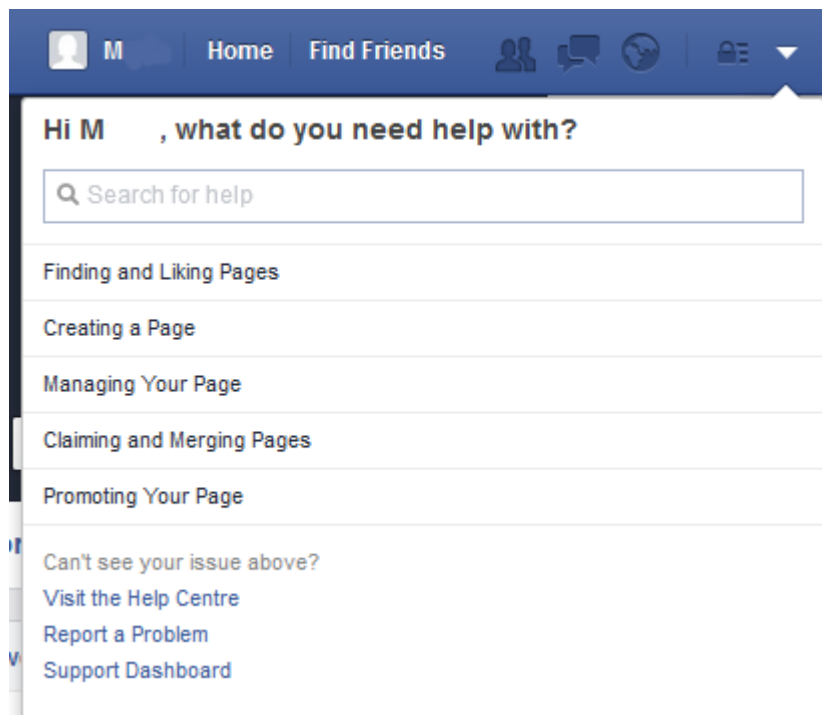 M Home Find Friends
Hi M , what do you need help with?
Search for help
Finding and Liking Pages
Creating a Page
Managing Your Page
Claiming and Merging Pages
Promoting Your Page
Can't see your issue above?
Visit the Help Centre
Report a Problem
Support Dashboard